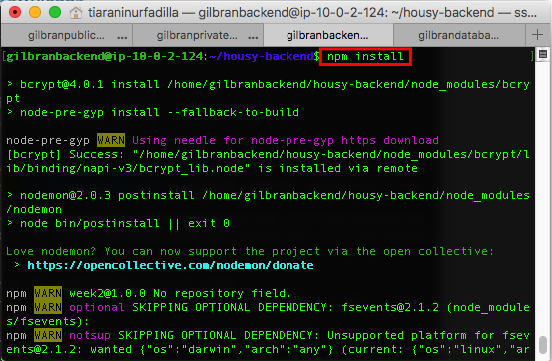 tiaraninurfadilla — gilbranbackend@ip-10-0-2-124: ~/housy-backend — ss...
gilbranpublic... gilbranprivate... gilbranbacken... gilbrandataba...
[gilbranbackend@ip-10-0-2-124:~/housy-backend$ npm install ]
> bcrypt@4.0.1 install /home/gilbranbackend/housy-backend/node_modules/bcry
pt
> node-pre-gyp install --fallback-to-build
node-pre-gyp WARN Using needle for node-pre-gyp https download
[bcrypt] Success: "/home/gilbranbackend/housy-backend/node_modules/bcrypt/l
ib/binding/napi-v3/bcrypt_lib.node" is installed via remote
> nodemon@2.0.3 postinstall /home/gilbranbackend/housy-backend/node_modules
/nodemon
> node bin/postinstall || exit 0
Love nodemon? You can now support the project via the open collective:
> https://opencollective.com/nodemon/donate
npm WARN week2@1.0.0 No repository field.
npm WARN optional SKIPPING OPTIONAL DEPENDENCY: fsevents@2.1.2 (node_module
s/fsevents):
npm WARN notsup SKIPPING OPTIONAL DEPENDENCY: Unsupported platform for fsev
ents@2.1.2: wanted {"os":"darwin","arch":"any"} (current: {"os":"linux","ar